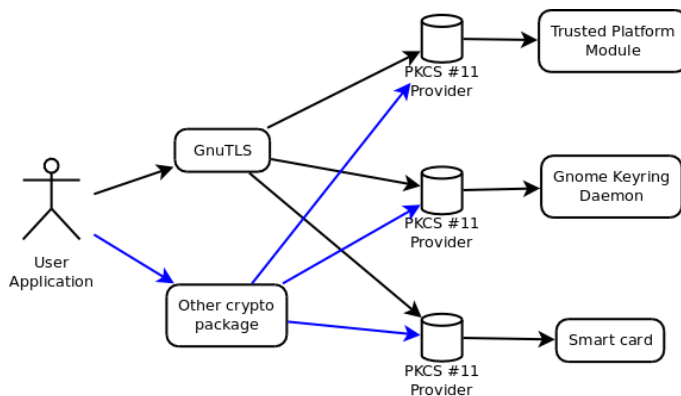 PKCS #11
Provider
Trusted Platform
Module
GnuTLS
PKCS #11
Provider
Gnome Keyring
Daemon
User
Application
Other crypto
package
PKCS #11
Provider
Smart card